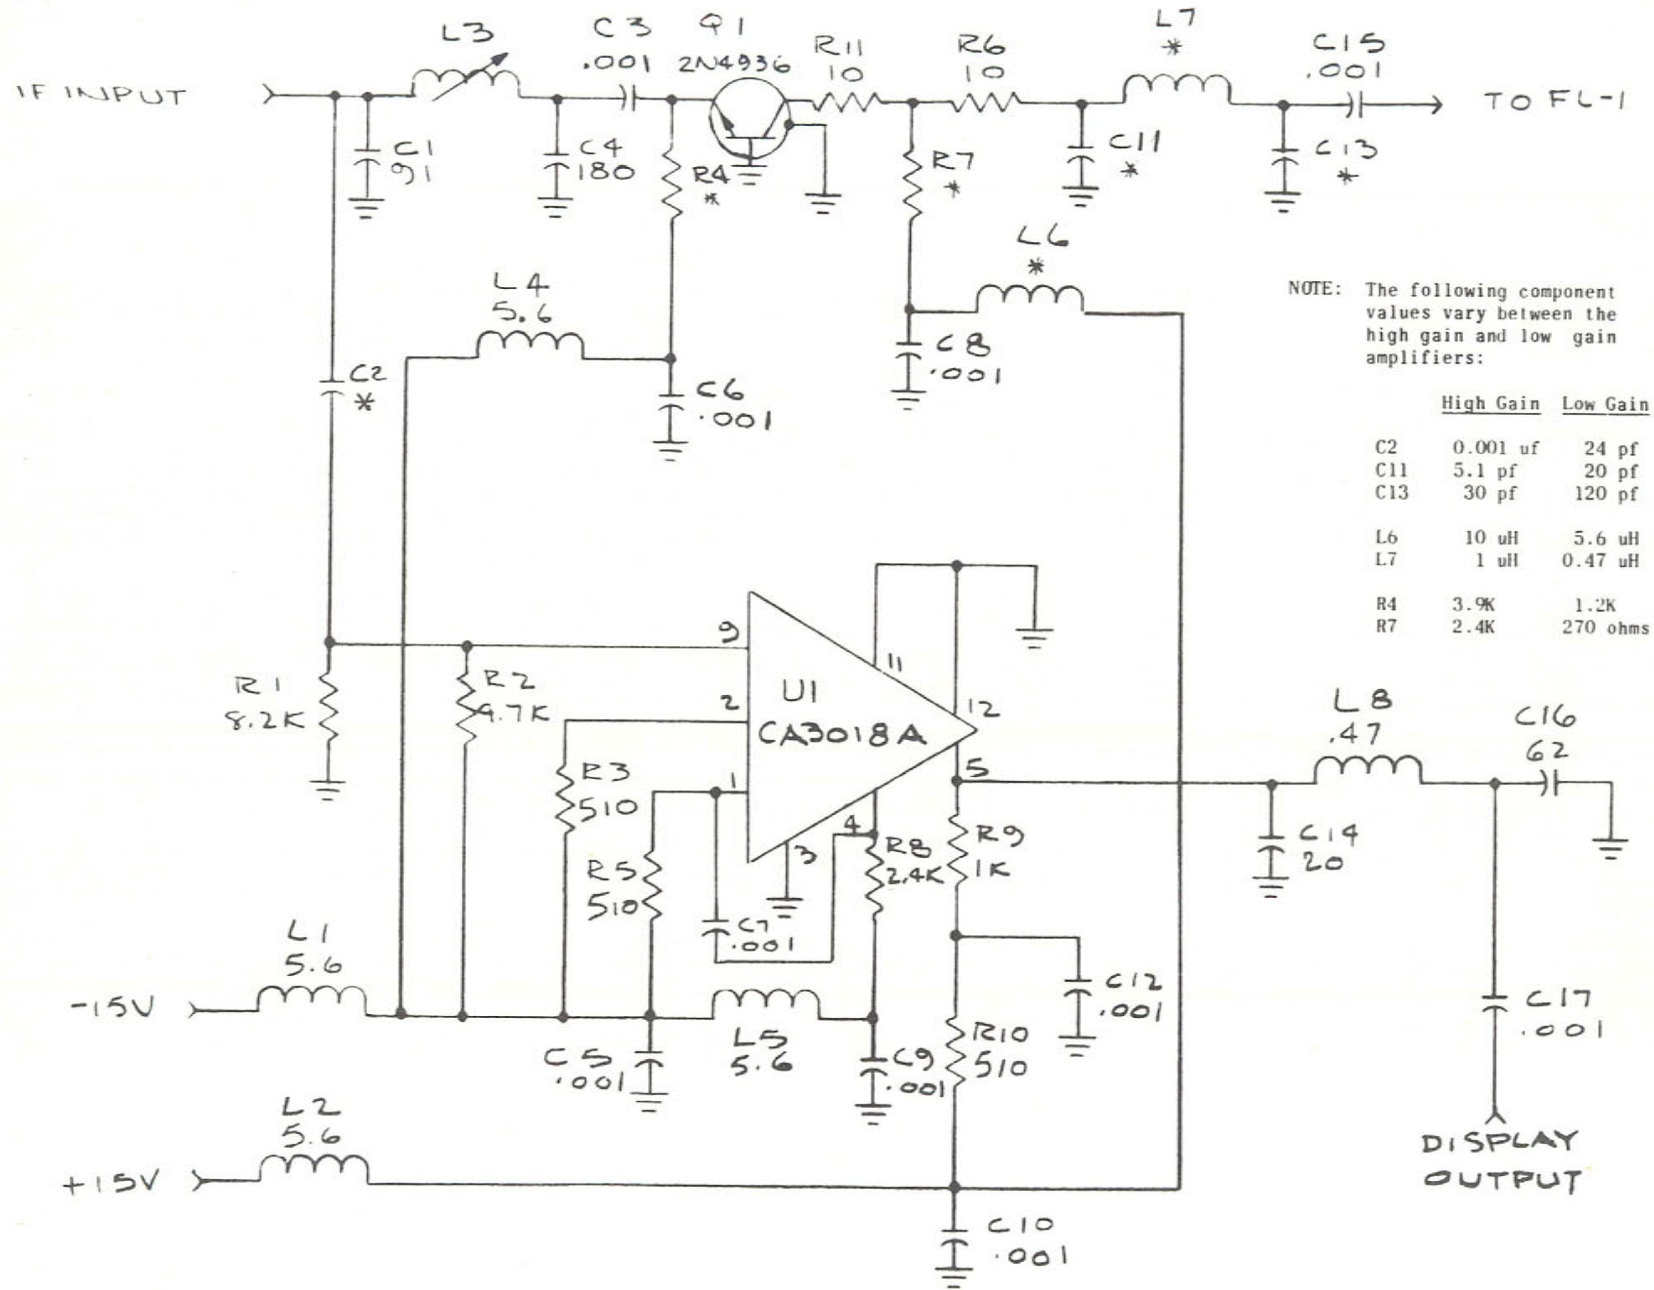 L3
C3
.001
Q1
2N4936
R11
10
R6
10
L7
*
C15
.001
IF INPUT
TO FL-1
C1
91
C4
180
R4
*
R7
*
C11
*
C13
*
L6
*
L4
5.6
C2
*
C6
.001
C8
.001
NOTE: The following component
values vary between the
high gain and low gain
amplifiers:
High Gain Low Gain
C2 0.001 uf 24 pf
C11 5.1 pf 20 pf
C13 30 pf 120 pf
L6 10 uH 5.6 uH
L7 1 uH 0.47 uH
R4 3.9K 1.2K
R7 2.4K 270 ohms
9
11
R1
8.2K
R2
4.7K
2
U1
CA3018A
12
L8
.47
C16
62
R3
510
1
5
4
3
R8
2.4K
R9
1K
C14
20
R5
510
C7
.001
L1
5.6
-15V
C12
.001
C17
.001
C5
.001
L5
5.6
C9
.001
R10
510
L2
5.6
+15V
DISPLAY
OUTPUT
C10
.001